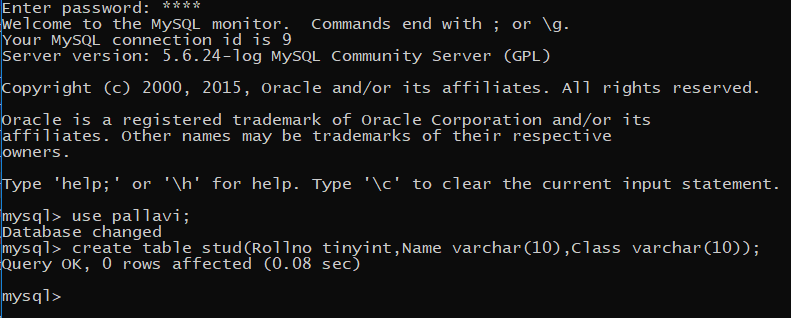 Enter password: ****
Welcome to the MySQL monitor.  Commands end with ; or \g.
Your MySQL connection id is 9
Server version: 5.6.24-log MySQL Community Server (GPL)
Copyright (c) 2000, 2015, Oracle and/or its affiliates. All rights reserved.
Oracle is a registered trademark of Oracle Corporation and/or its
affiliates. Other names may be trademarks of their respective
owners.
Type 'help;' or '\h' for help. Type '\c' to clear the current input statement.
mysql> use pallavi;
Database changed
mysql> create table stud(Rollno tinyint,Name varchar(10),Class varchar(10));
Query OK, 0 rows affected (0.08 sec)
mysql>